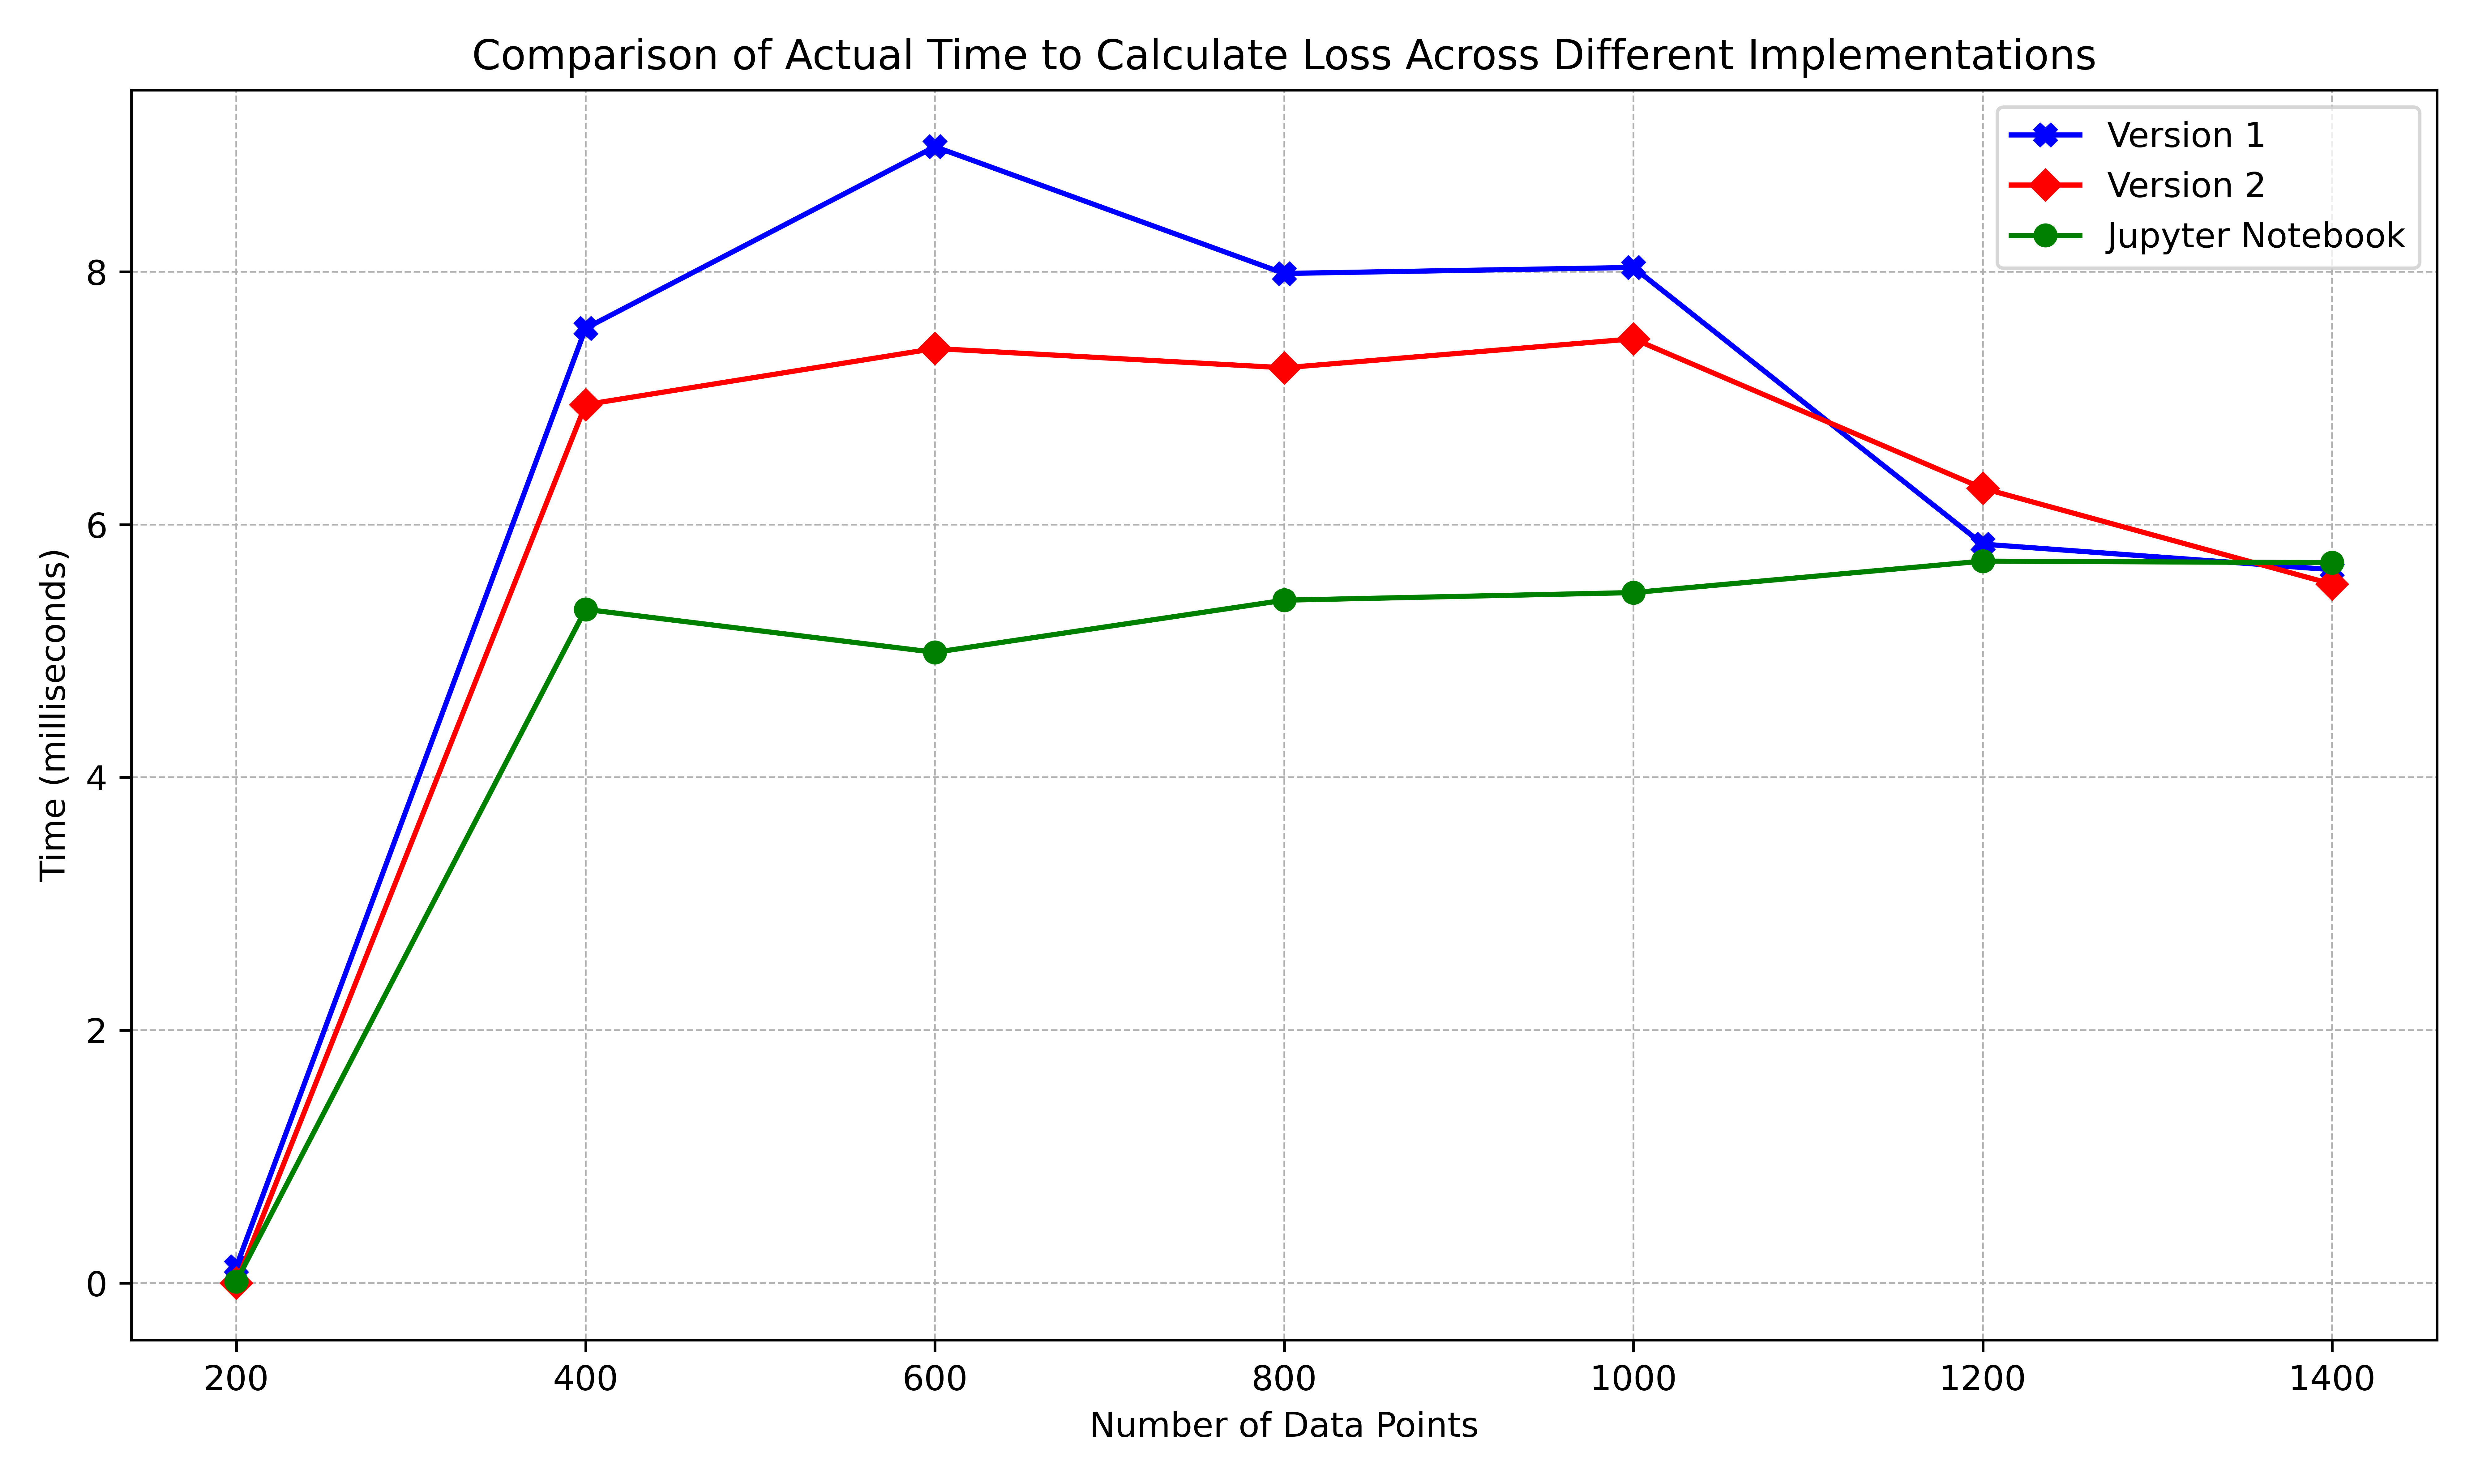 Comparison of Actual Time to Calculate Loss Across Different Implementations
Version 1
Version 2
Jupyter Notebook
8
6
4
2
0
Time (milliseconds)
200 400 600 800 1000 1200 1400
Number of Data Points